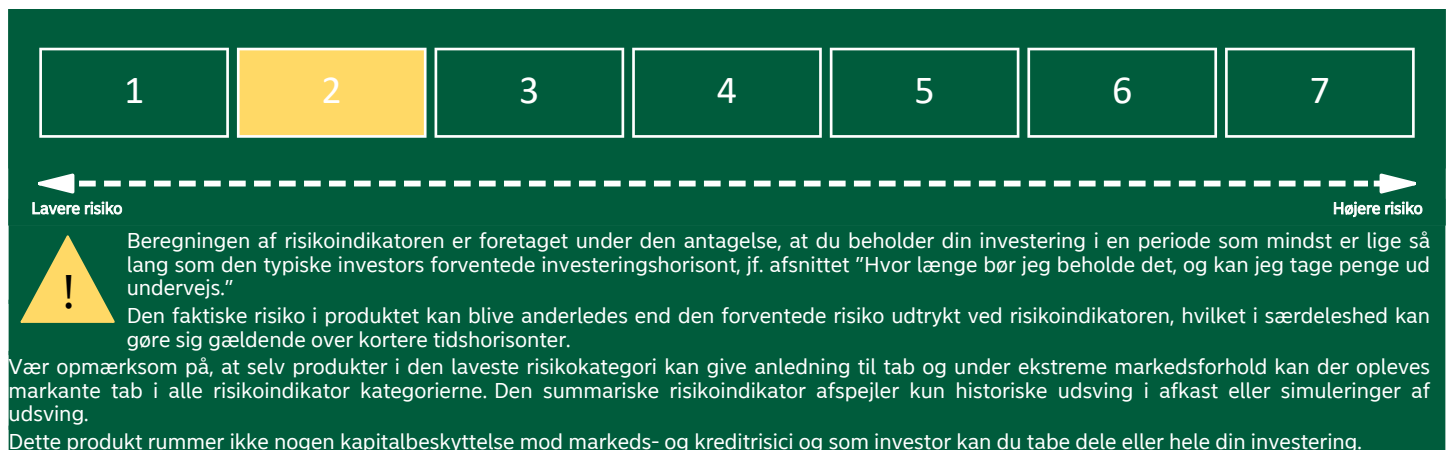 1 2 3 4 5 6 7
Lavere risiko Højere risiko
Beregningen af risikoindikatoren er foretaget under den antagelse, at du beholder din investering i en periode som mindst er lige så
lang som den typiske investors forventede investeringshorisont, jf. afsnittet ”Hvor længe bør jeg beholde det, og kan jeg tage penge ud
undervejs.”
!
Den faktiske risiko i produktet kan blive anderledes end den forventede risiko udtrykt ved risikoindikatoren, hvilket i særdeleshed kan
gøre sig gældende over kortere tidshorisonter.
Vær opmærksom på, at selv produkter i den laveste risikokategori kan give anledning til tab og under ekstreme markedsforhold kan der opleves
markante tab i alle risikoindikator kategorierne. Den summariske risikoindikator afspejler kun historiske udsving i afkast eller simuleringer af
udsving.
Dette produkt rummer ikke nogen kapitalbeskyttelse mod markeds- og kreditrisici og som investor kan du tabe dele eller hele din investering.